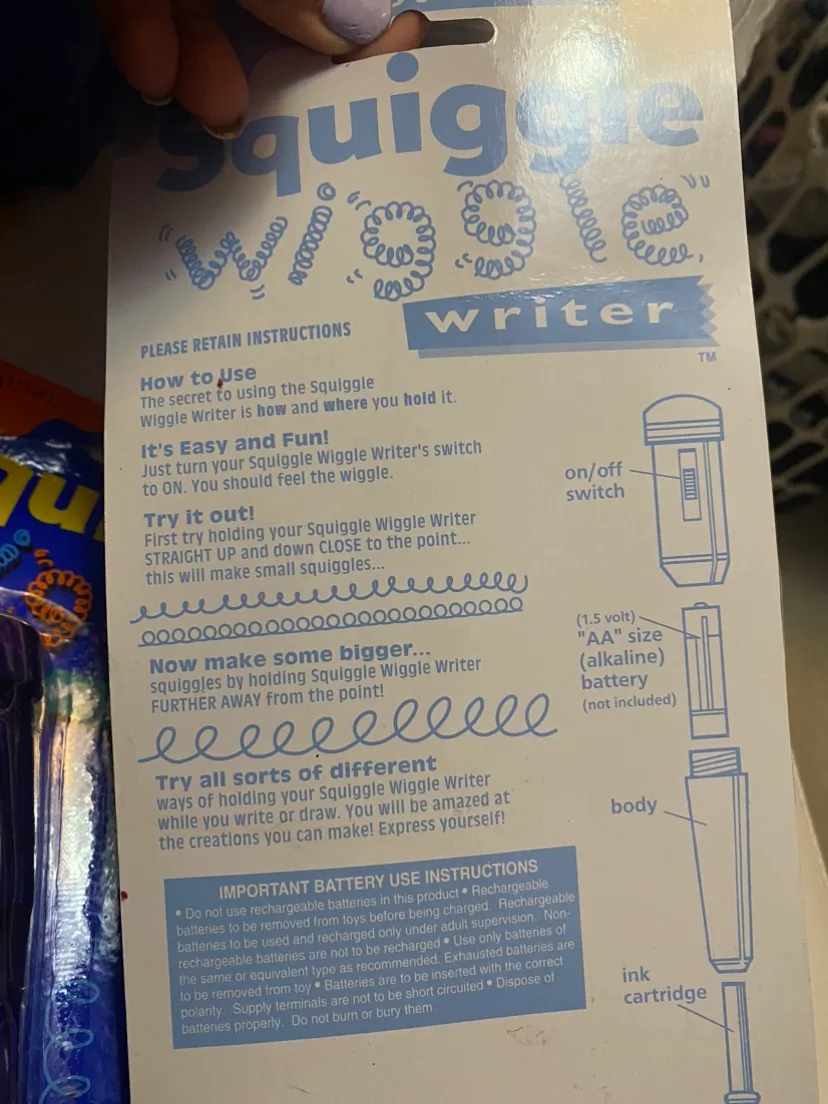 Squiggle
wiggle
writer
TM
PLEASE RETAIN INSTRUCTIONS
How to Use
The secret to using the Squiggle
Wiggle Writer is how and where you hold it.
It's Easy and Fun!
Just turn your Squiggle Wiggle Writer's switch
to ON. You should feel the wiggle.
Try it out!
First try holding your Squiggle Wiggle Writer
STRAIGHT UP and down CLOSE to the point...
this will make small squiggles...
Now make some bigger...
squiggles by holding Squiggle Wiggle Writer
FURTHER AWAY from the point!
Try all sorts of different
ways of holding your Squiggle Wiggle Writer
while you write or draw. You will be amazed at
the creations you can make! Express yourself!
IMPORTANT BATTERY USE INSTRUCTIONS
• Do not use rechargeable batteries in this product • Rechargeable
batteries to be removed from toys before being charged. Rechargeable
batteries to be used and recharged only under adult supervision. Non-
rechargeable batteries are not to be recharged • Use only batteries of
the same or equivalent type as recommended. Exhausted batteries are
to be removed from toy • Batteries are to be inserted with the correct
polarity. Supply terminals are not to be short circuited • Dispose of
batteries properly. Do not burn or bury them.
on/off
switch
(1.5 volt)
"AA" size
(alkaline)
battery
(not included)
body
ink
cartridge
qu